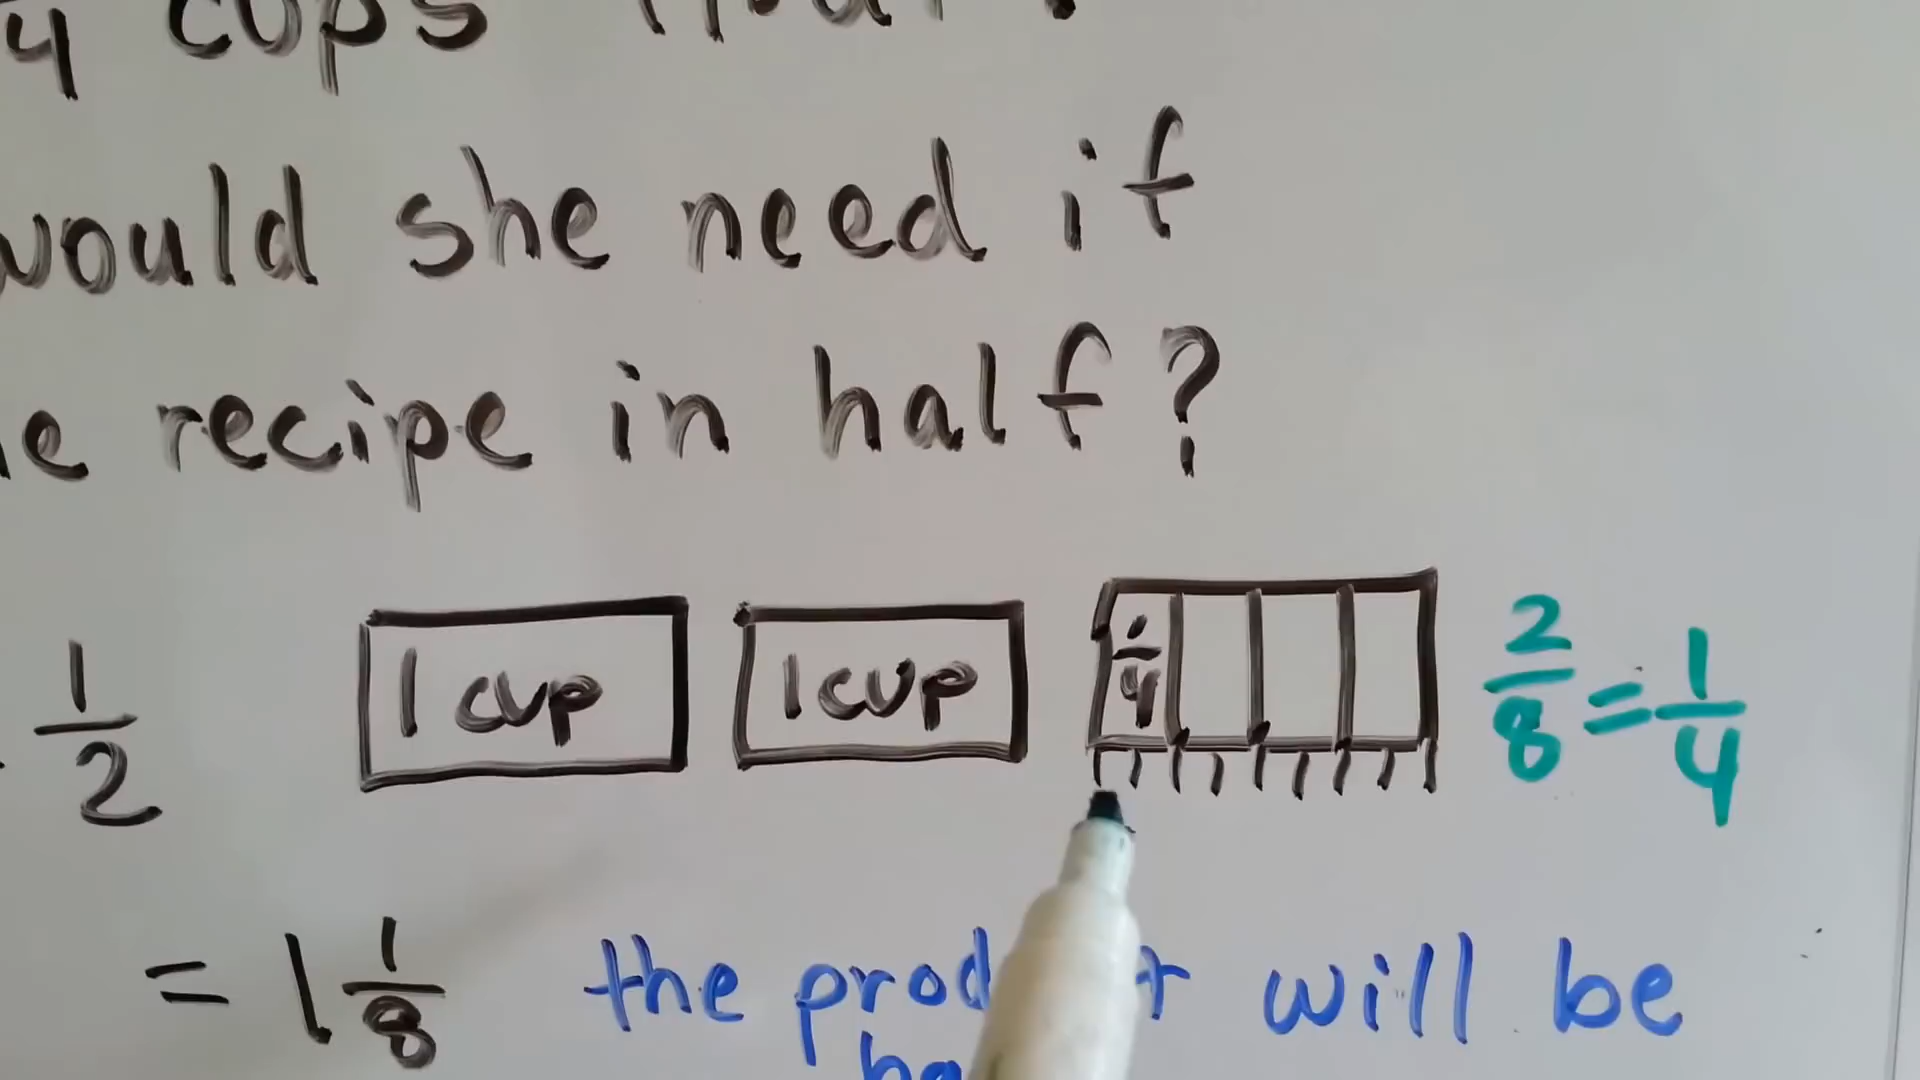 4 cups flour?
would she need if
recipe in half?
1/2 1 cup 1 cup 1/4 2/8 = 1/4
= 1 1/8 the product will be